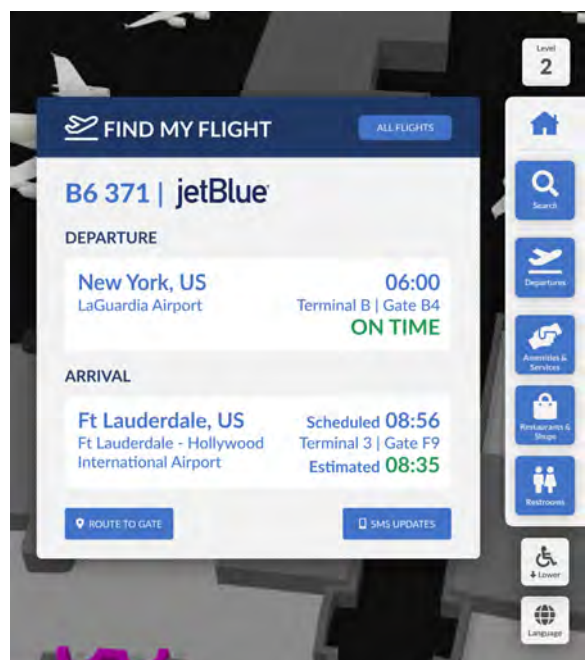 Level
2
FIND MY FLIGHT
ALL FLIGHTS
B6 371 | jetBlue
DEPARTURE
New York, US
06:00
LaGuardia Airport
Terminal B | Gate B4
ON TIME
ARRIVAL
Ft Lauderdale, US
Scheduled 08:56
Ft Lauderdale - Hollywood
Terminal 3 | Gate F9
International Airport
Estimated 08:35
ROUTE TO GATE
SMS UPDATES
Search
Departures
Amenities &
Services
Restaurants &
Shops
Restrooms
Lower
Language